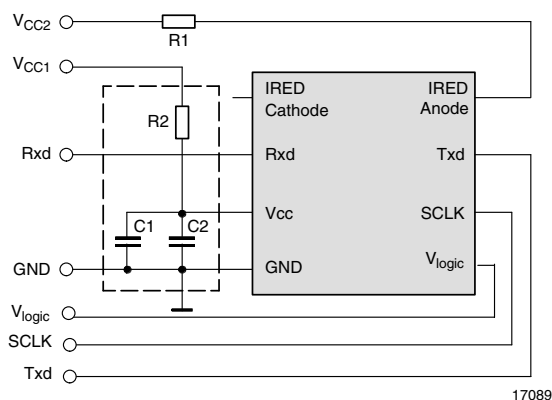 VCC2
R1
VCC1
IRED
Cathode
IRED
Anode
R2
Rxd
Rxd
Txd
C1
C2
Vcc
SCLK
GND
GND
Vlogic
Vlogic
SCLK
Txd
17089